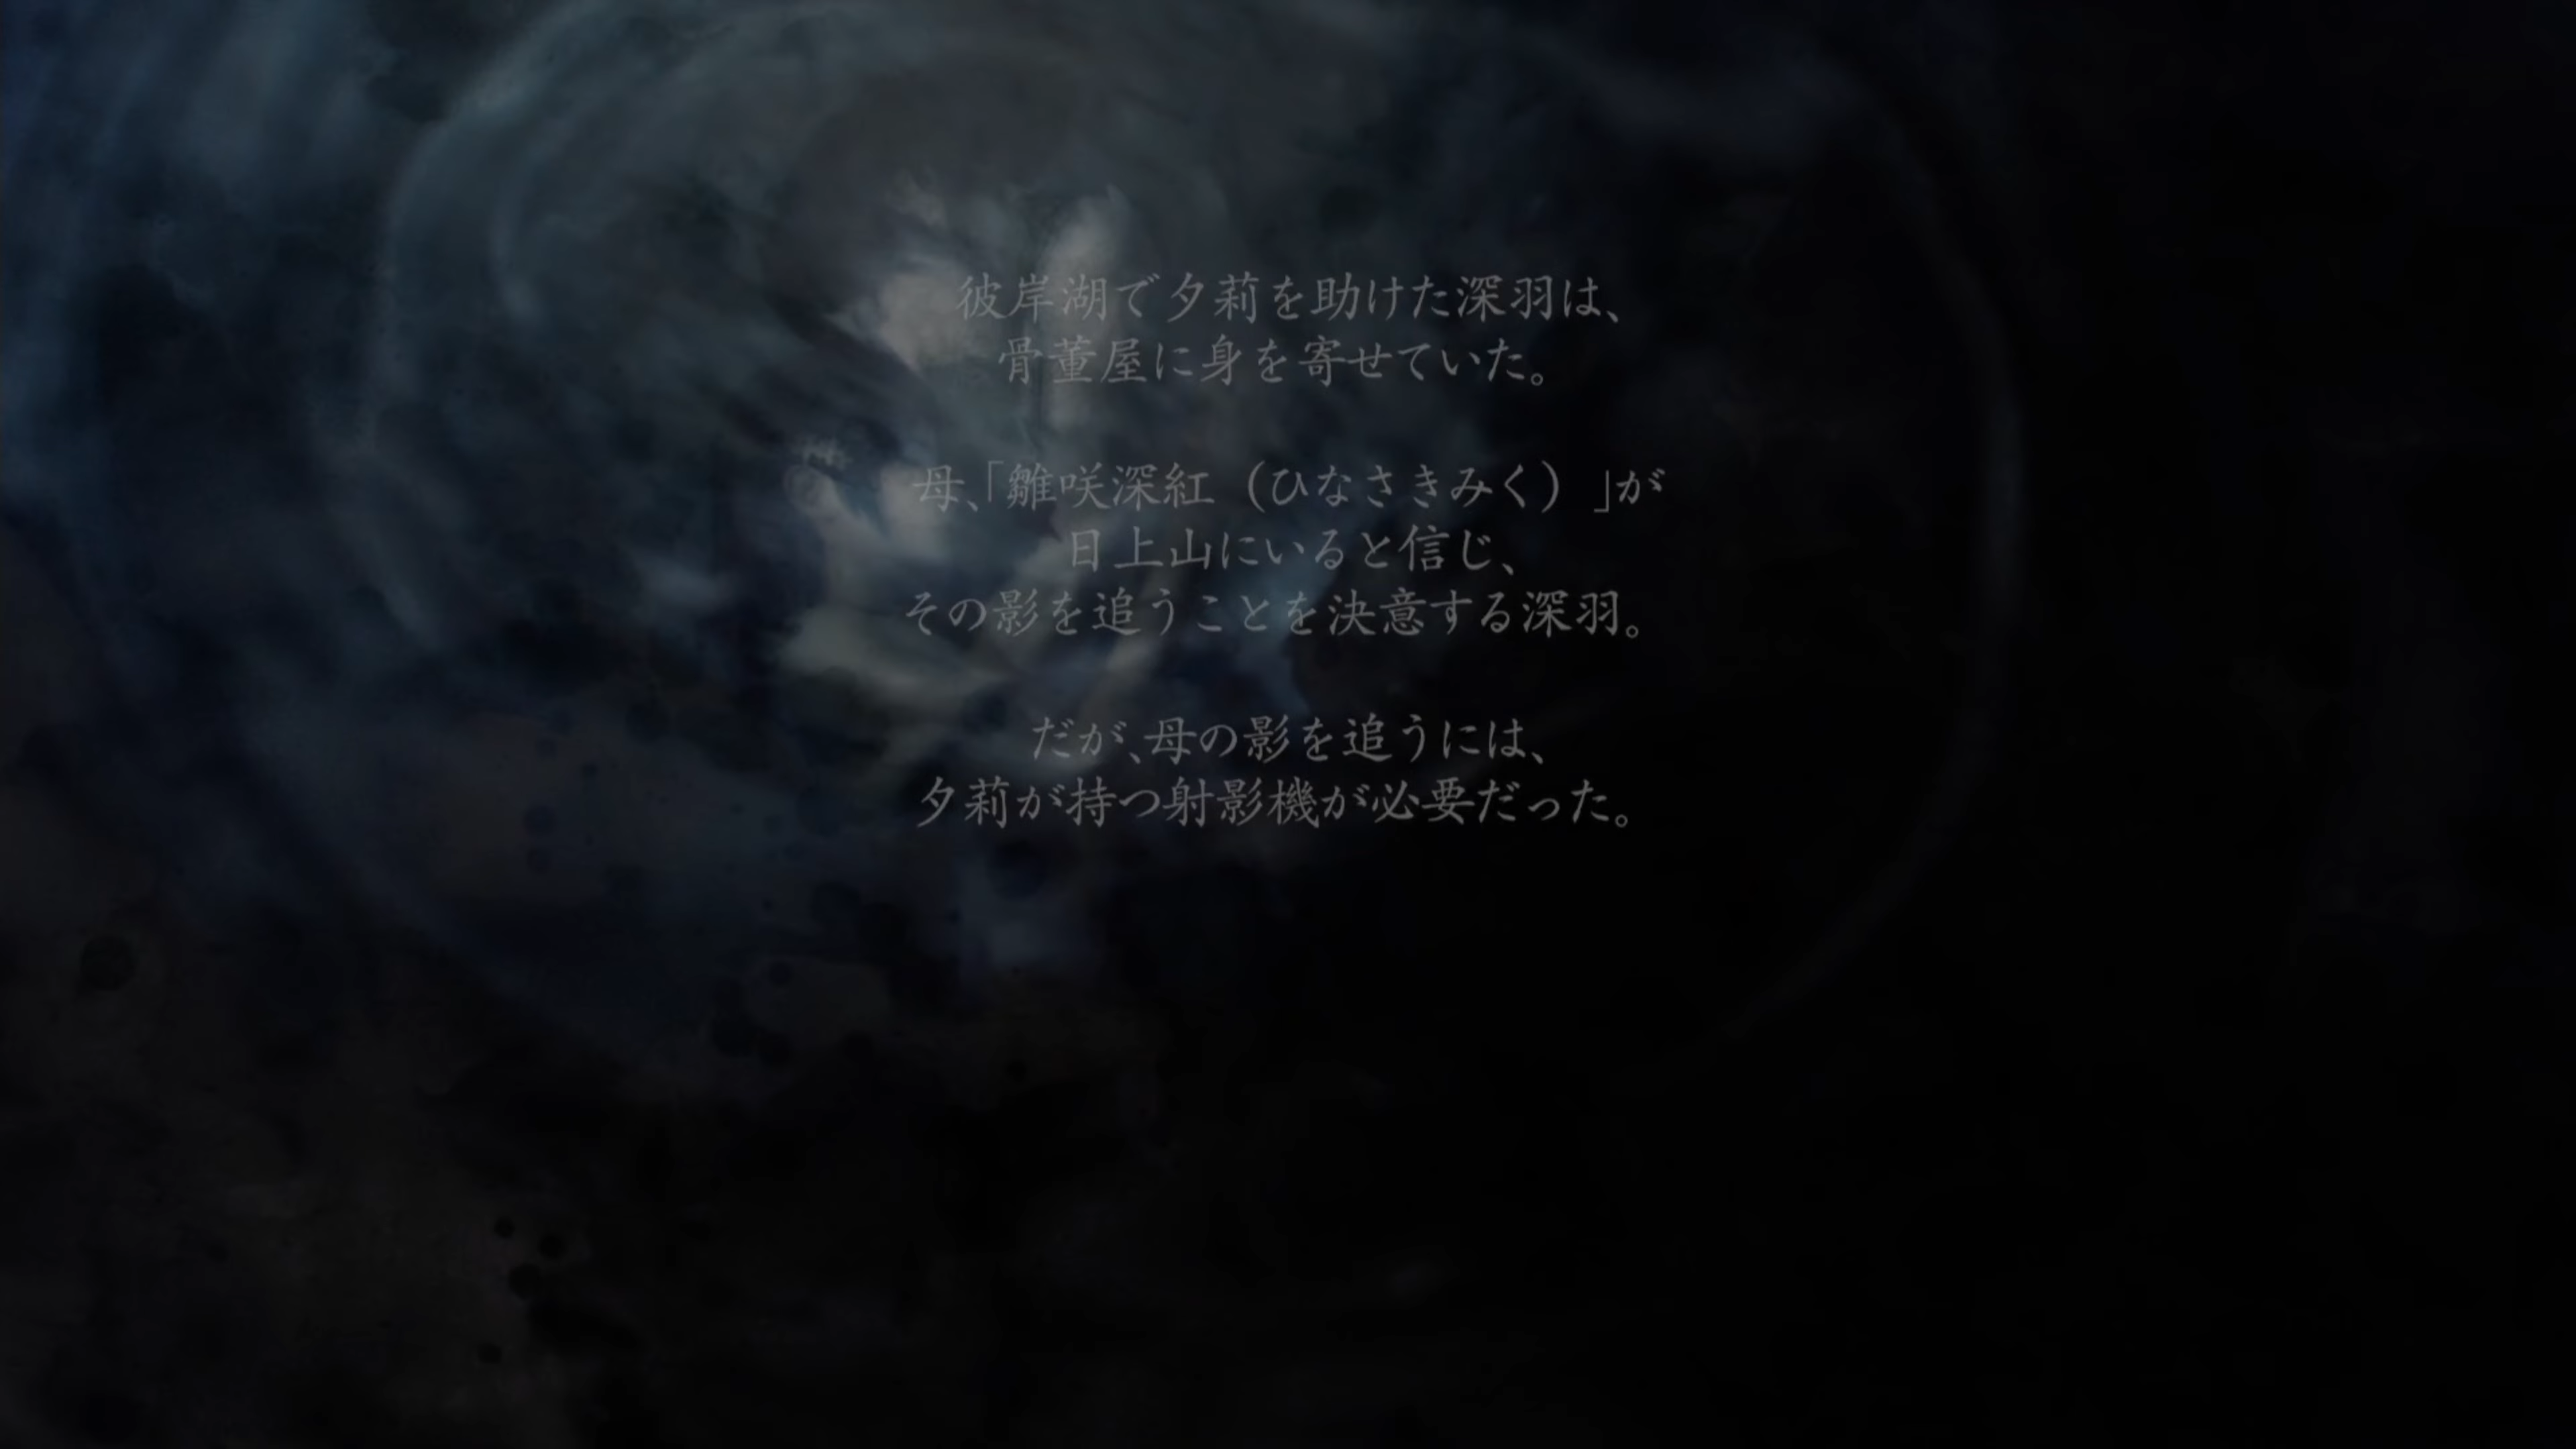 彼岸湖で夕莉を助けた深羽は、
骨董屋に身を寄せていた。
母、「雛咲深紅（ひなさきみく）」が
日上山にいると信じ、
その影を追うことを決意する深羽。
だが、母の影を追うには、
夕莉が持つ射影機が必要だった。